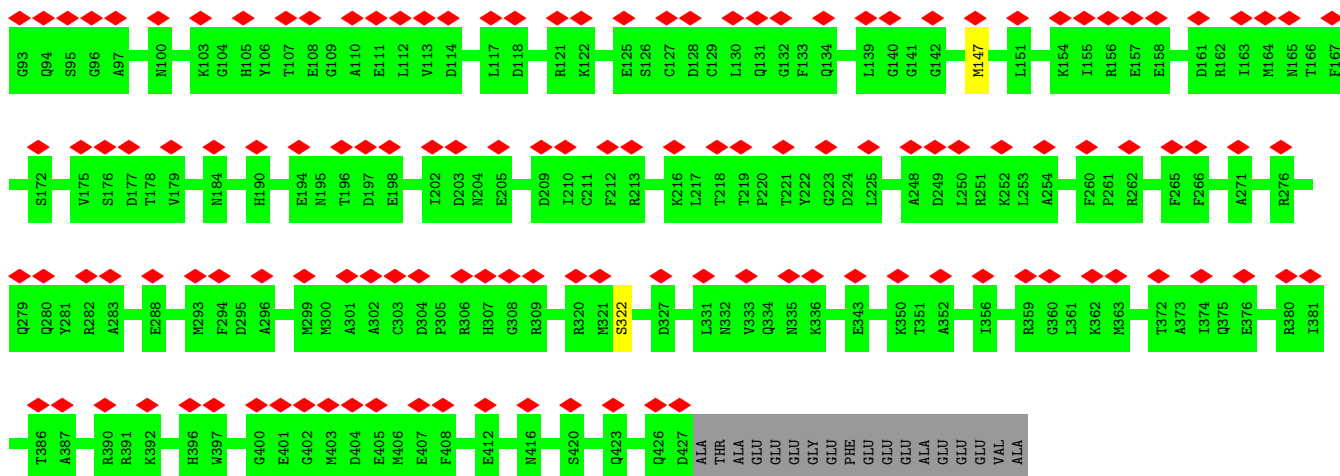 G93 Q94 S95 G96 A97 N100 K103 G104 H105 Y106 T107 E108 G109 A110 E111 L112 V113 D114 L117 D118 R121 K122 E125 S126 C127 D128 C129 L130 Q131 G132 F133 Q134 L139 G140 G141 G142 M147 L151 K154 I155 R156 E157 E158 D161 R162 I163 M164 N165 T166 F167
S172 V175 S176 D177 T178 V179 N184 H190 E194 N195 T196 D197 E198 I202 D203 N204 E205 D209 I210 C211 F212 R213 K216 L217 T218 T219 P220 T221 Y222 G223 D224 L225 A248 D249 L250 R251 K252 L253 A254 F260 P261 R262 F265 F266 A271 R276
Q279 Q280 Y281 R282 A283 E288 M293 F294 D295 A296 M299 M300 A301 A302 C303 D304 P305 R306 H307 G308 R309 R320 M321 S322 D327 L331 N332 V333 Q334 N335 K336 E343 K350 T351 A352 I356 R359 G360 L361 K362 M363 T372 A373 I374 Q375 E376 R380 I381
T386 A387 R390 R391 K392 H396 W397 G400 E401 G402 M403 D404 E405 M406 E407 F408 E412 N416 S420 Q423 Q426 D427 ALA THR ALA GLU GLU GLU GLY GLU PHE GLU GLU GLU ALA GLU GLU GLU VAL ALA